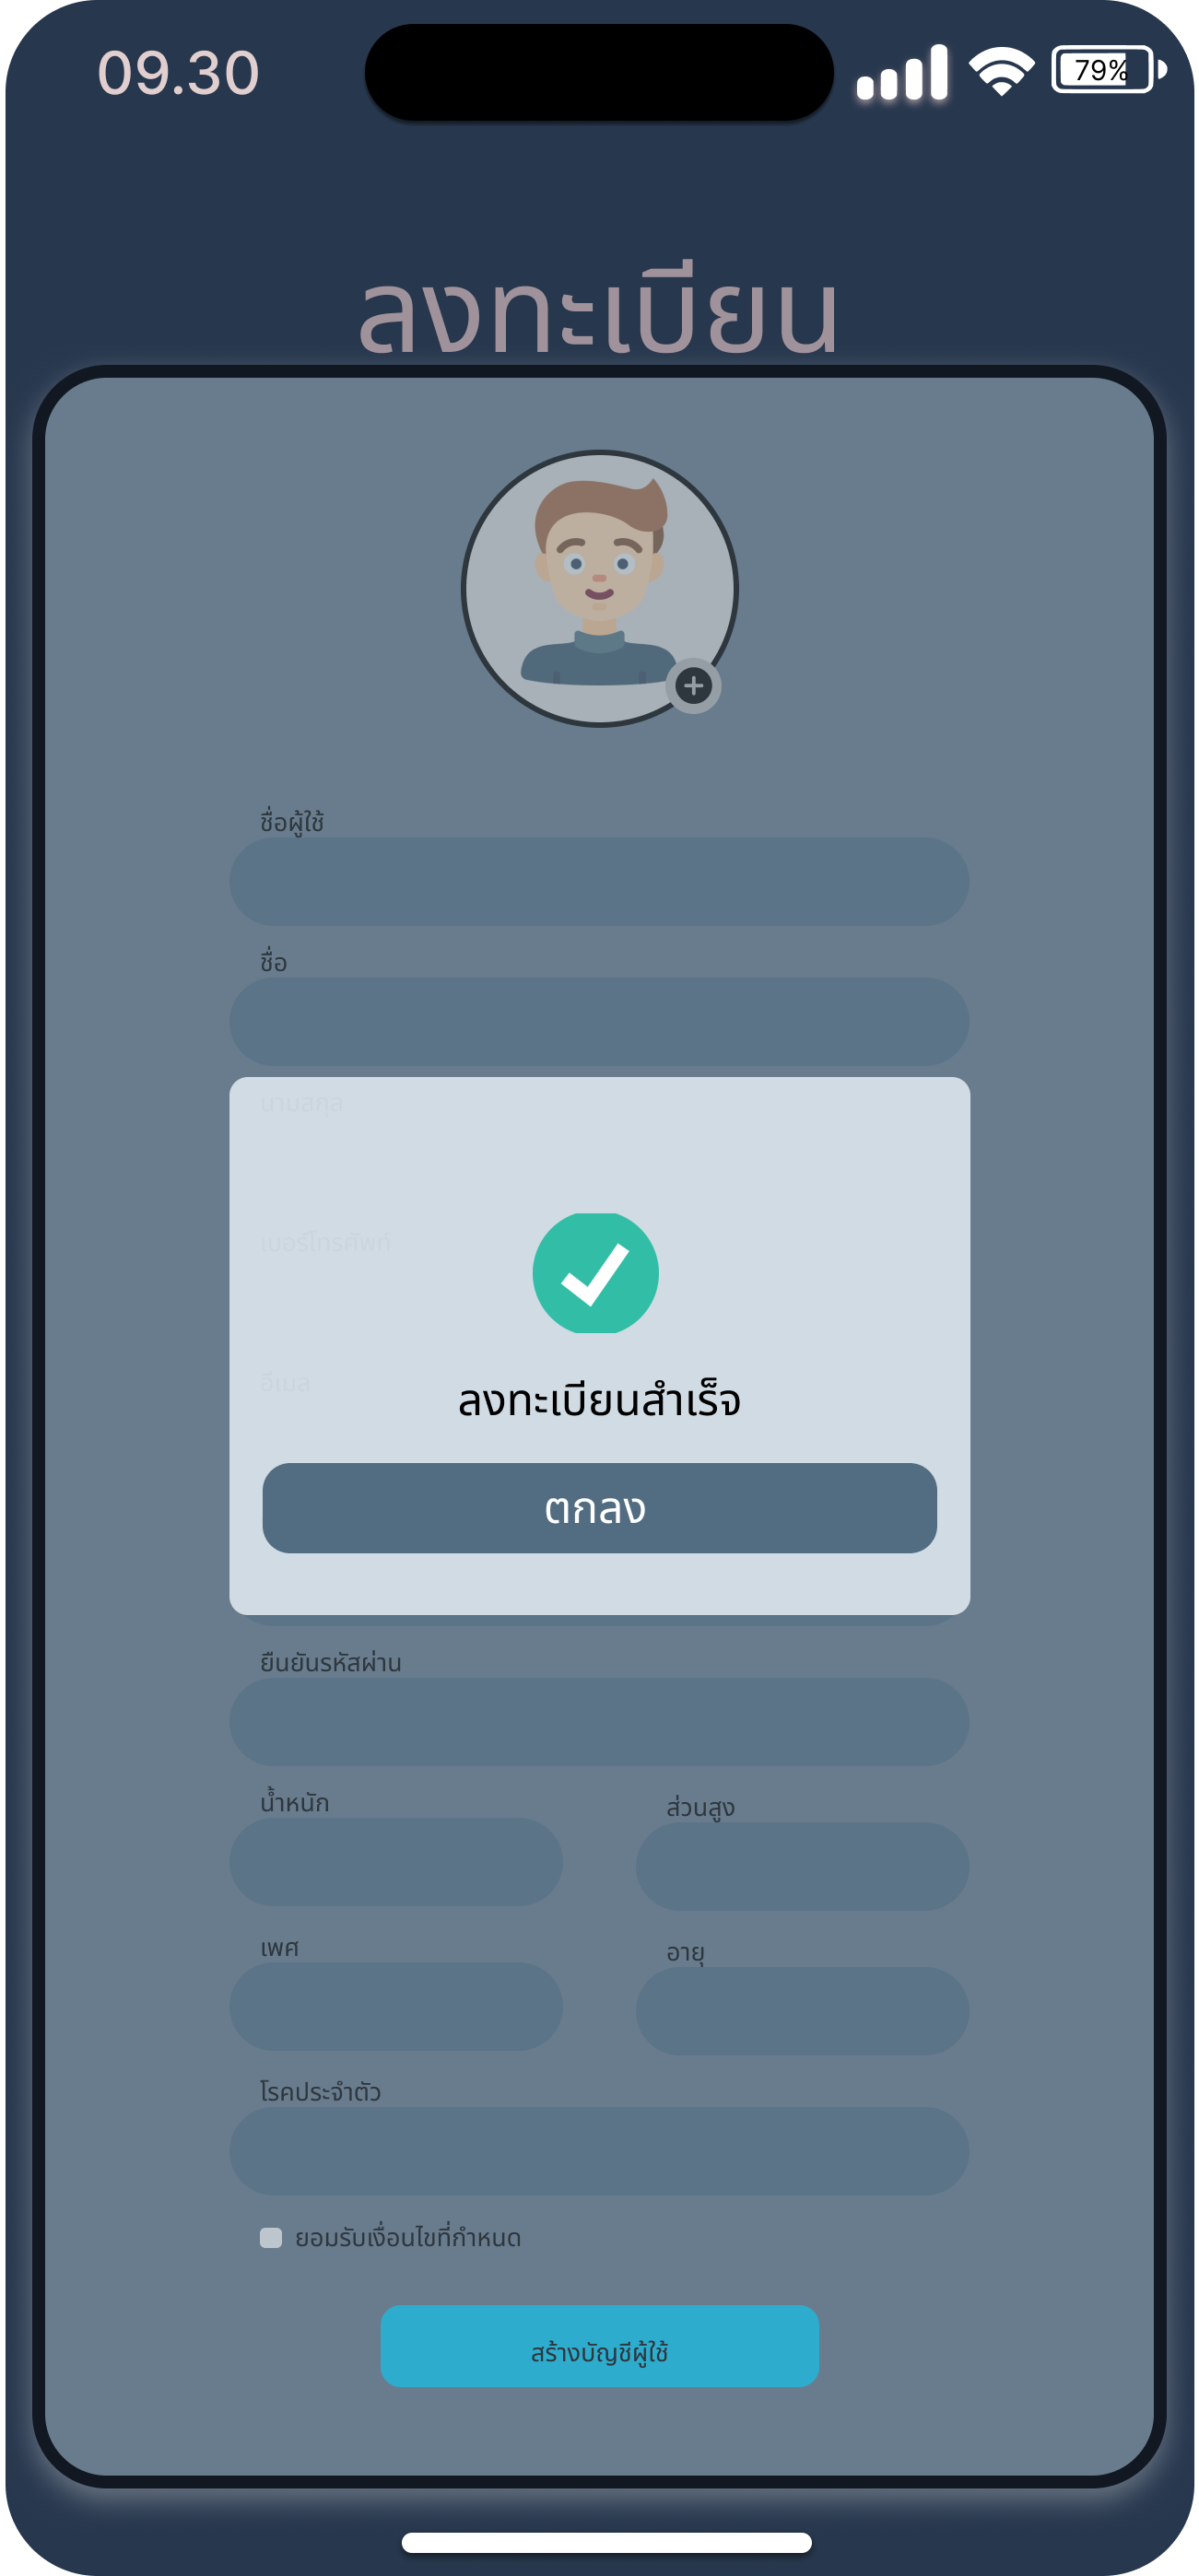 09.30
79%
ลงทะเบียน
ชื่อผู้ใช้
ชื่อ
นามสกุล
เบอร์โทรศัพท์
อีเมล
ลงทะเบียนสำเร็จ
ตกลง
ยืนยันรหัสผ่าน
น้ำหนัก
ส่วนสูง
เพศ
อายุ
โรคประจำตัว
ยอมรับเงื่อนไขที่กำหนด
สร้างบัญชีผู้ใช้